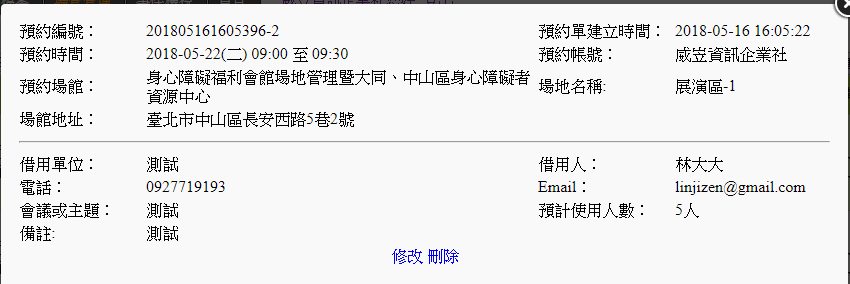 預約編號： 201805161605396-2 預約單建立時間： 2018-05-16 16:05:22
預約時間： 2018-05-22(二) 09:00 至 09:30 預約帳號： 威岦資訊企業社
預約場館： 身心障礙福利會館場地管理暨大同、中山區身心障礙者
資源中心 場地名稱: 展演區-1
場館地址： 臺北市中山區長安西路5巷2號
借用單位： 測試 借用人： 林大大
電話： 0927719193 Email： linjizen@gmail.com
會議或主題： 測試 預計使用人數： 5人
備註: 測試
修改 刪除